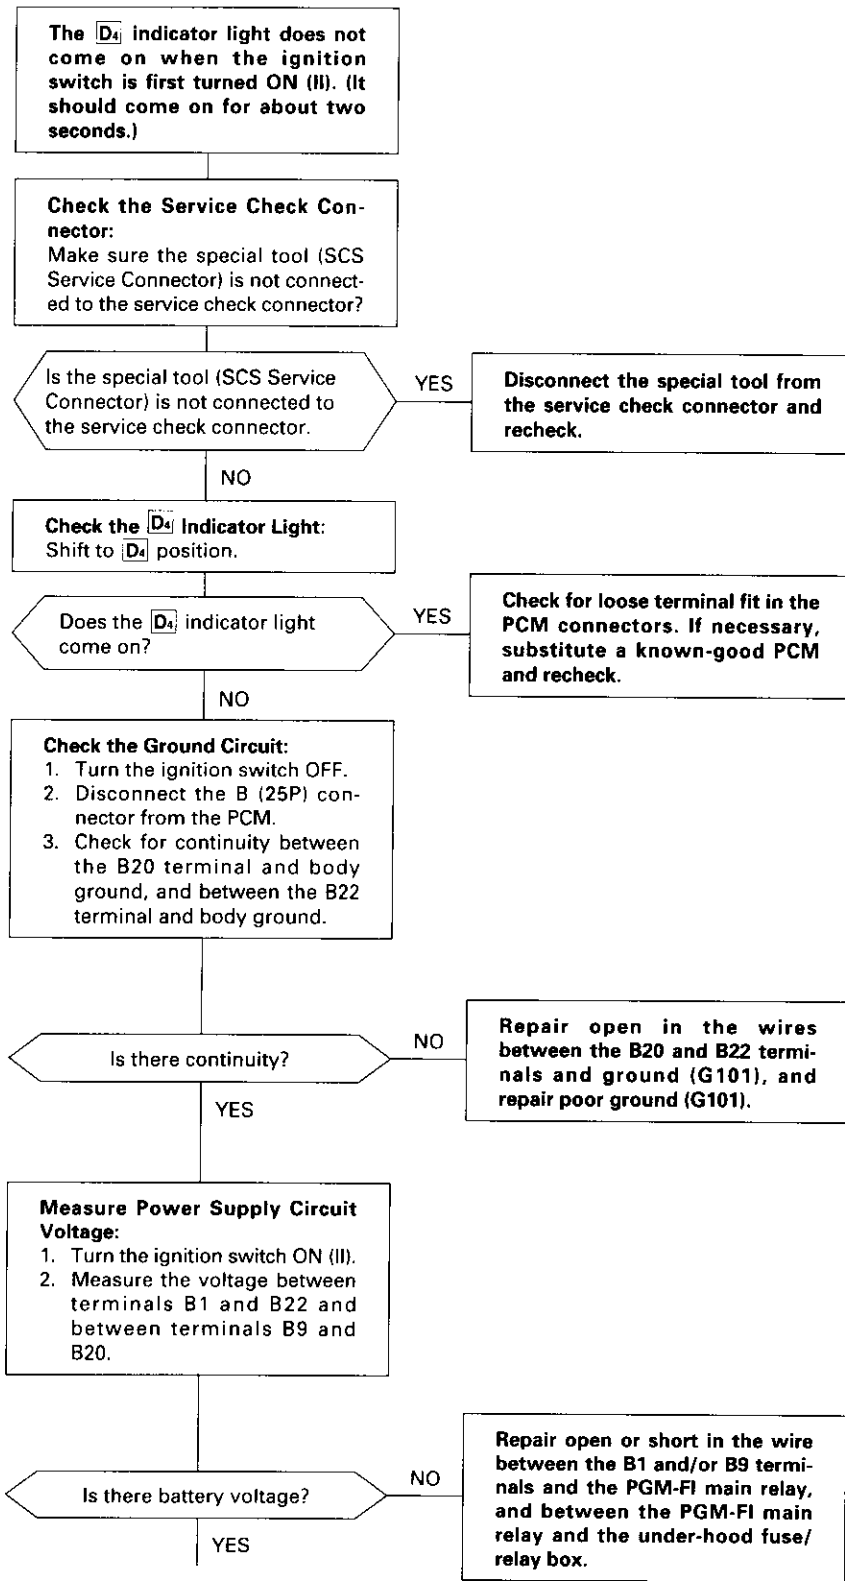 The D4 indicator light does not
come on when the ignition
switch is first turned ON (II). (It
should come on for about two
seconds.)
Check the Service Check Con-
nector:
Make sure the special tool (SCS
Service Connector) is not connect-
ed to the service check connector?
Is the special tool (SCS Service
Connector) is not connected to
the service check connector.
YES
Disconnect the special tool from
the service check connector and
recheck.
NO
Check the D4 Indicator Light:
Shift to D4 position.
Does the D4 indicator light
come on?
YES
Check for loose terminal fit in the
PCM connectors. If necessary,
substitute a known-good PCM
and recheck.
NO
Check the Ground Circuit:
1. Turn the ignition switch OFF.
2. Disconnect the B (25P) con-
nector from the PCM.
3. Check for continuity between
the B20 terminal and body
ground, and between the B22
terminal and body ground.
Is there continuity?
NO
Repair open in the wires
between the B20 and B22 termi-
nals and ground (G101), and
repair poor ground (G101).
YES
Measure Power Supply Circuit
Voltage:
1. Turn the ignition switch ON (II).
2. Measure the voltage between
terminals B1 and B22 and
between terminals B9 and
B20.
Is there battery voltage?
NO
Repair open or short in the wire
between the B1 and/or B9 termi-
nals and the PGM-FI main relay,
and between the PGM-FI main
relay and the under-hood fuse/
relay box.
YES